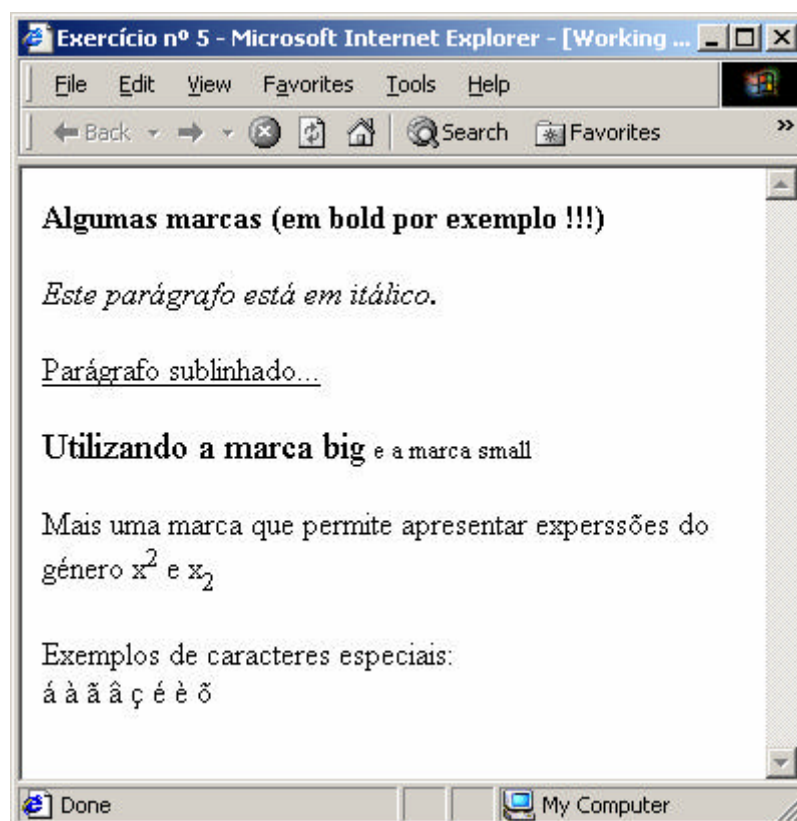 Exercício nº 5 - Microsoft Internet Explorer - [Working ...
File Edit View Favorites Tools Help
Back Search Favorites »
Algumas marcas (em bold por exemplo !!!)
Este parágrafo está em itálico.
Parágrafo sublinhado...
Utilizando a marca big e a marca small
Mais uma marca que permite apresentar experssões do
género x² e x₂
Exemplos de caracteres especiais:
á à ã â ç é è õ
Done My Computer